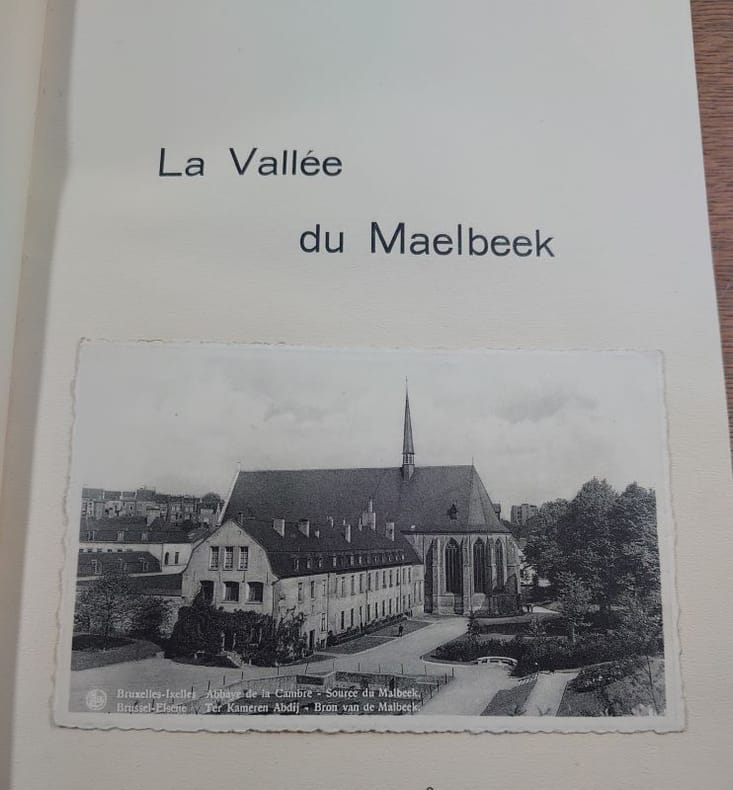 La Vallée
du Maelbeek
Bruxelles-Ixelles Abbaye de la Cambre - Source du Malbeek.
Brussel-Elsene Ter Kameren Abdij - Bron van de Malbeek.